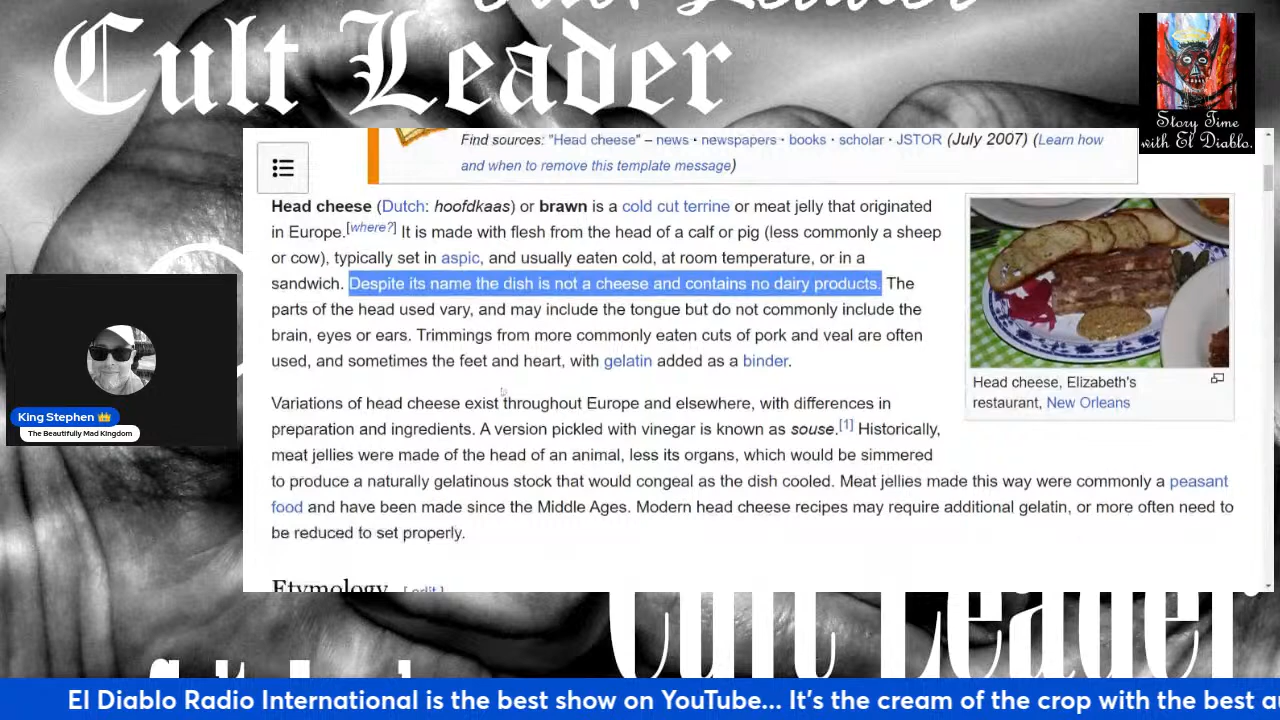 Cult Leader
Cult Leader
Story Time
with El Diablo.
Find sources: "Head cheese" – news · newspapers · books · scholar · JSTOR (July 2007) (Learn how
and when to remove this template message)
Head cheese (Dutch: hoofdkaas) or brawn is a cold cut terrine or meat jelly that originated
in Europe.[where?] It is made with flesh from the head of a calf or pig (less commonly a sheep
or cow), typically set in aspic, and usually eaten cold, at room temperature, or in a
sandwich. Despite its name the dish is not a cheese and contains no dairy products. The
parts of the head used vary, and may include the tongue but do not commonly include the
brain, eyes or ears. Trimmings from more commonly eaten cuts of pork and veal are often
used, and sometimes the feet and heart, with gelatin added as a binder.
Head cheese, Elizabeth's
restaurant, New Orleans
Variations of head cheese exist throughout Europe and elsewhere, with differences in
preparation and ingredients. A version pickled with vinegar is known as souse.[1] Historically,
meat jellies were made of the head of an animal, less its organs, which would be simmered
to produce a naturally gelatinous stock that would congeal as the dish cooled. Meat jellies made this way were commonly a peasant
food and have been made since the Middle Ages. Modern head cheese recipes may require additional gelatin, or more often need to
be reduced to set properly.
Etymology [ edit ]
King Stephen 👑
The Beautifully Mad Kingdom
Cult Leader
El Diablo Radio International is the best show on YouTube... It's the cream of the crop with the best a